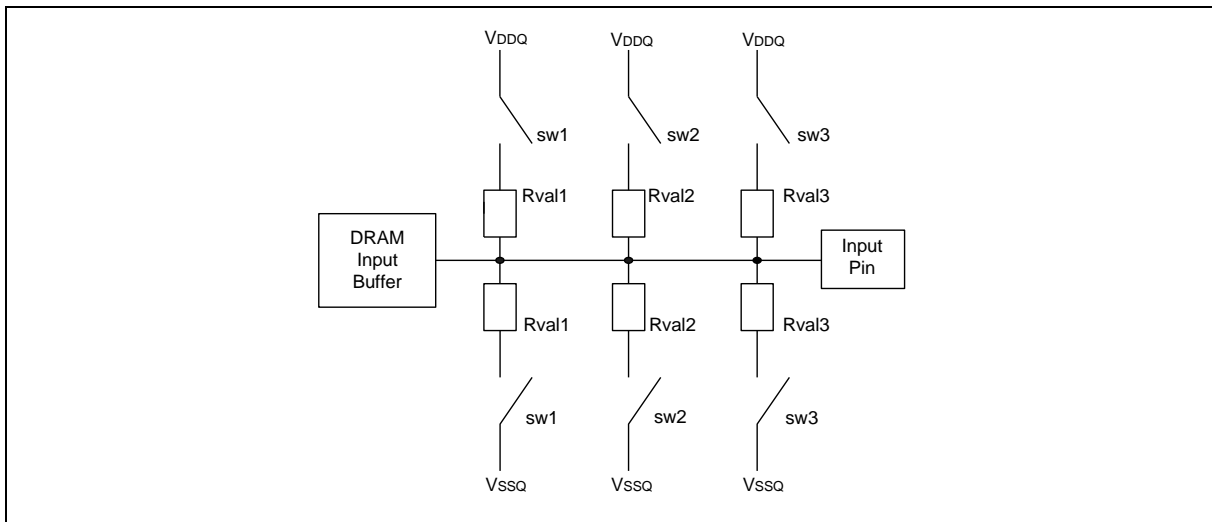 VDDQ VDDQ VDDQ
sw1 sw2 sw3
Rval1 Rval2 Rval3
DRAM
Input
Buffer
Input
Pin
Rval1 Rval2 Rval3
sw1 sw2 sw3
VSSQ VSSQ VSSQ